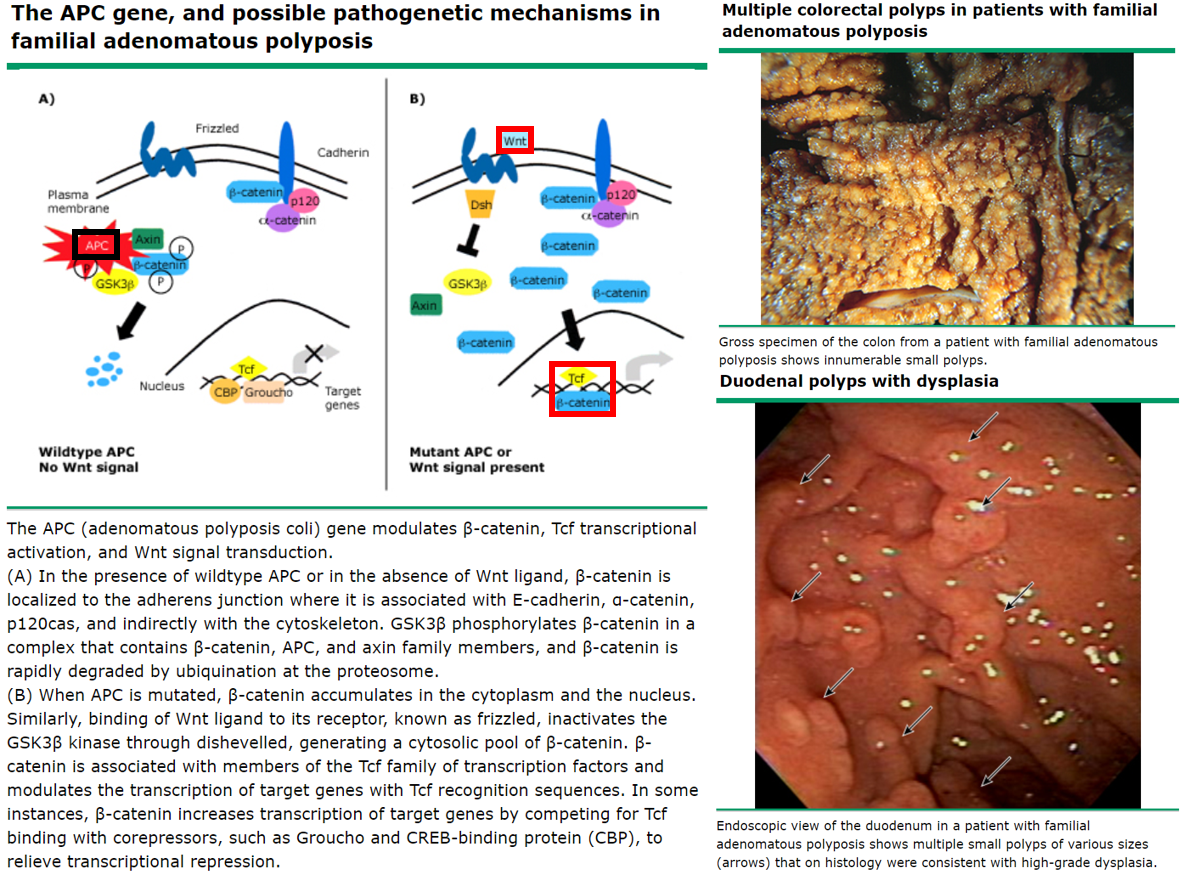 The APC gene, and possible pathogenetic mechanisms in
familial adenomatous polyposis
A)
Frizzled
Cadherin
Plasma
membrane
β-catenin
p120
α-catenin
APC
Axin
P
β-catenin
P
P
GSK3β
Nucleus
Tcf
CBP
Groucho
Target
genes
Wildtype APC
No Wnt signal
B)
Wnt
Dsh
β-catenin
p120
α-catenin
β-catenin
GSK3β
β-catenin
β-catenin
Axin
β-catenin
Tcf
β-catenin
Mutant APC or
Wnt signal present
The APC (adenomatous polyposis coli) gene modulates β-catenin, Tcf transcriptional
activation, and Wnt signal transduction.
(A) In the presence of wildtype APC or in the absence of Wnt ligand, β-catenin is
localized to the adherens junction where it is associated with E-cadherin, α-catenin,
p120cas, and indirectly with the cytoskeleton. GSK3β phosphorylates β-catenin in a
complex that contains β-catenin, APC, and axin family members, and β-catenin is
rapidly degraded by ubiquination at the proteosome.
(B) When APC is mutated, β-catenin accumulates in the cytoplasm and the nucleus.
Similarly, binding of Wnt ligand to its receptor, known as frizzled, inactivates the
GSK3β kinase through dishevelled, generating a cytosolic pool of β-catenin. β-
catenin is associated with members of the Tcf family of transcription factors and
modulates the transcription of target genes with Tcf recognition sequences. In some
instances, β-catenin increases transcription of target genes by competing for Tcf
binding with corepressors, such as Groucho and CREB-binding protein (CBP), to
relieve transcriptional repression.
Multiple colorectal polyps in patients with familial
adenomatous polyposis
Gross specimen of the colon from a patient with familial adenomatous
polyposis shows innumerable small polyps.
Duodenal polyps with dysplasia
Endoscopic view of the duodenum in a patient with familial
adenomatous polyposis shows multiple small polyps of various sizes
(arrows) that on histology were consistent with high-grade dysplasia.